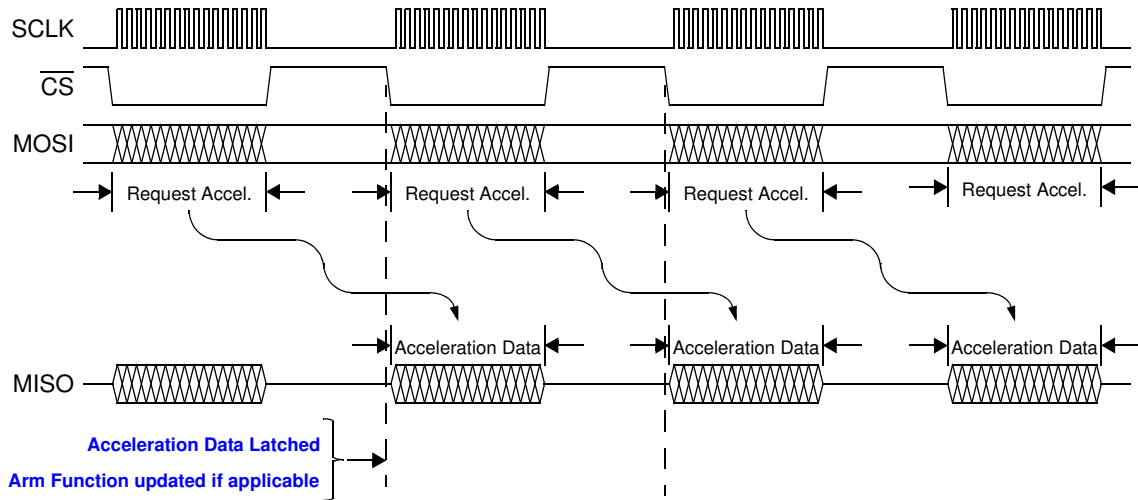 SCLK
CS
MOSI
Request Accel. Request Accel. Request Accel. Request Accel.
Acceleration Data Acceleration Data Acceleration Data
MISO
Acceleration Data Latched
Arm Function updated if applicable